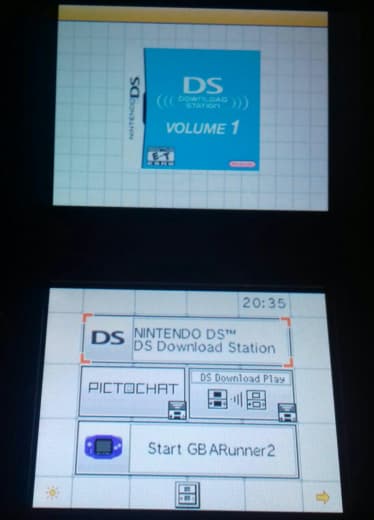 NINTENDO DS
DS
DOWNLOAD
STATION
VOLUME 1
Nintendo
20:35
DS
NINTENDO DS™
DS Download Station
PICTOCHAT
DS Download Play
Start GBARunner2